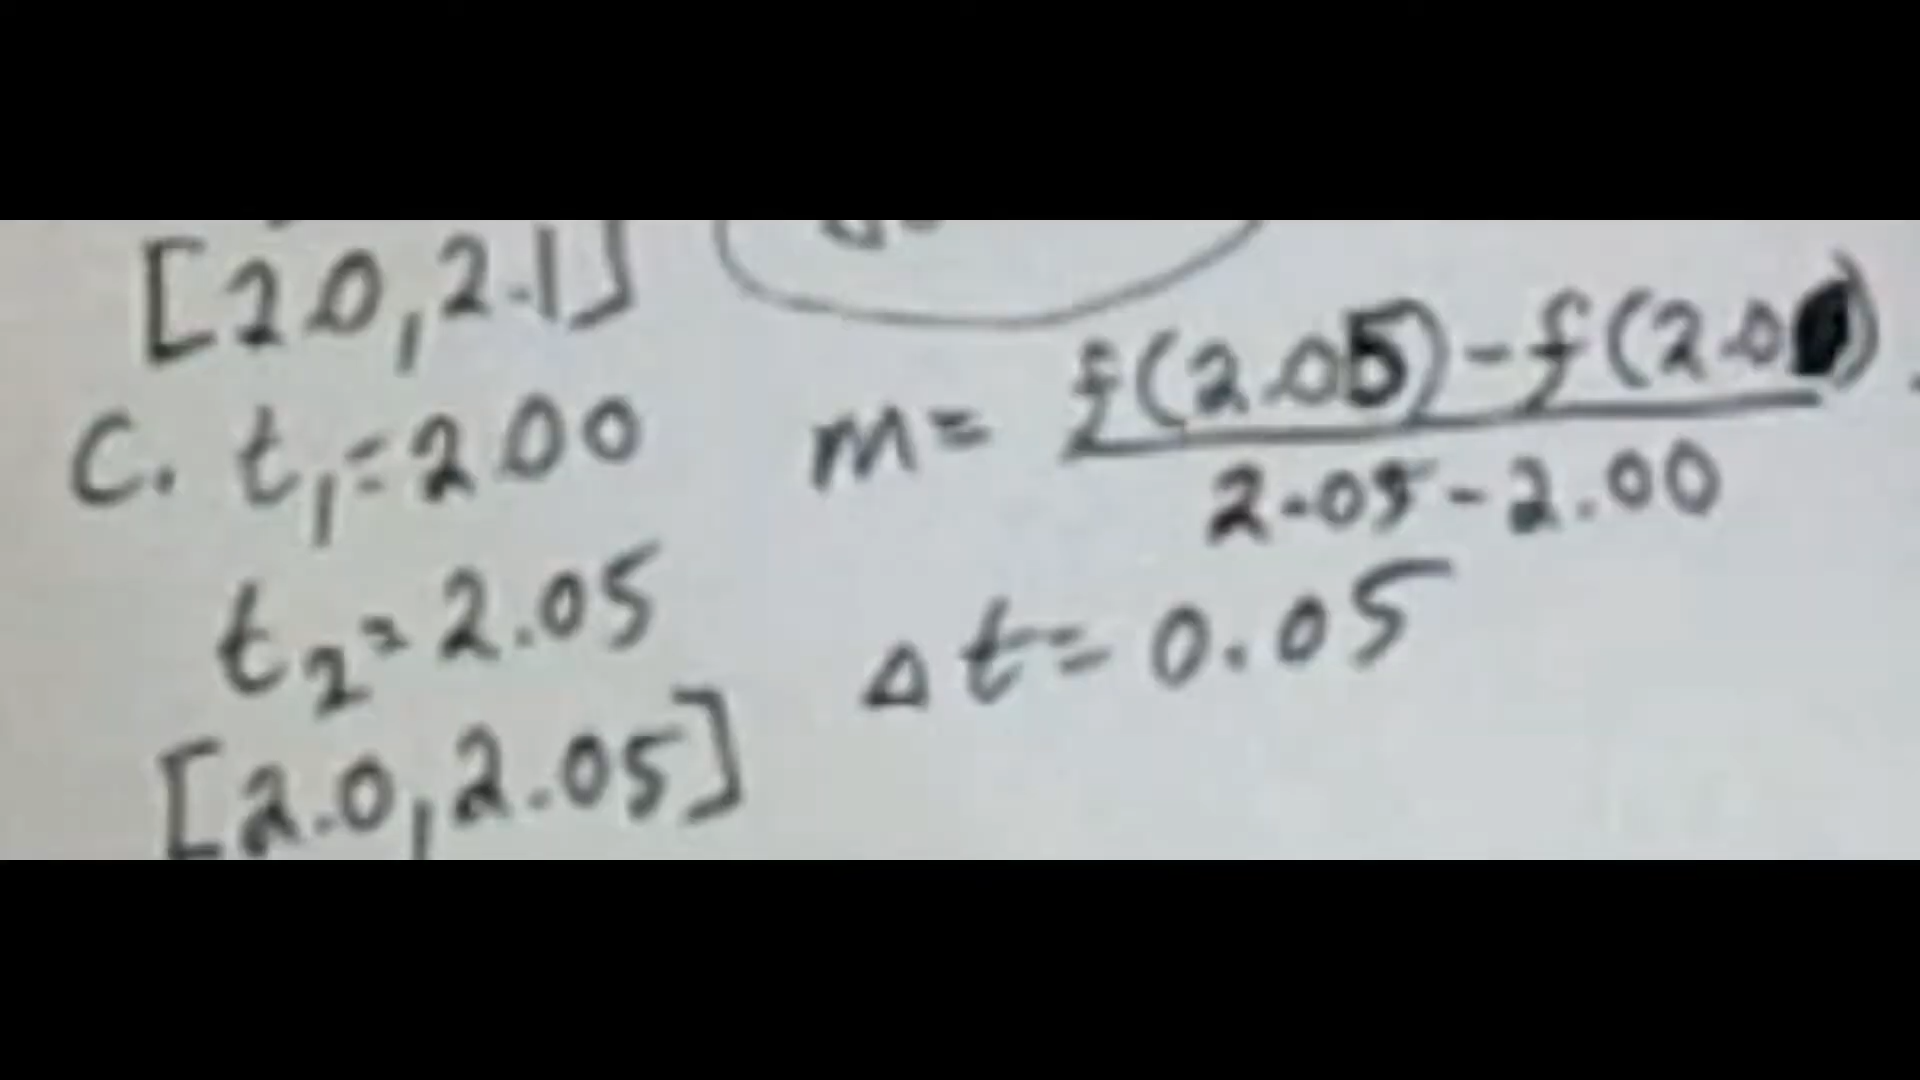 [2.0, 2.1]
C. t₁ = 2.00
m = f(2.05) - f(2.00) / 2.05 - 2.00
t₂ = 2.05
Δt = 0.05
[2.0, 2.05]